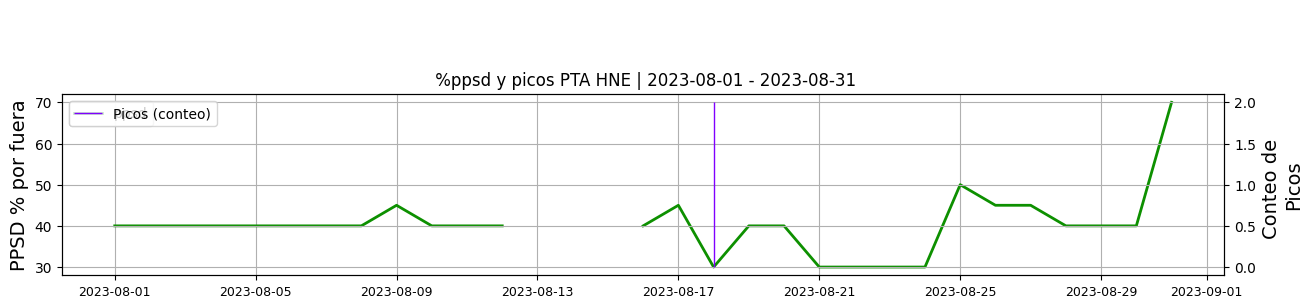 %ppsd y picos PTA HNE | 2023-08-01 - 2023-08-31
PPSD % por fuera
70
60
50
40
30
Picos (conteo)
2.0
1.5
1.0
0.5
0.0
Conteo de
Picos
2023-08-01 2023-08-05 2023-08-09 2023-08-13 2023-08-17 2023-08-21 2023-08-25 2023-08-29 2023-09-01